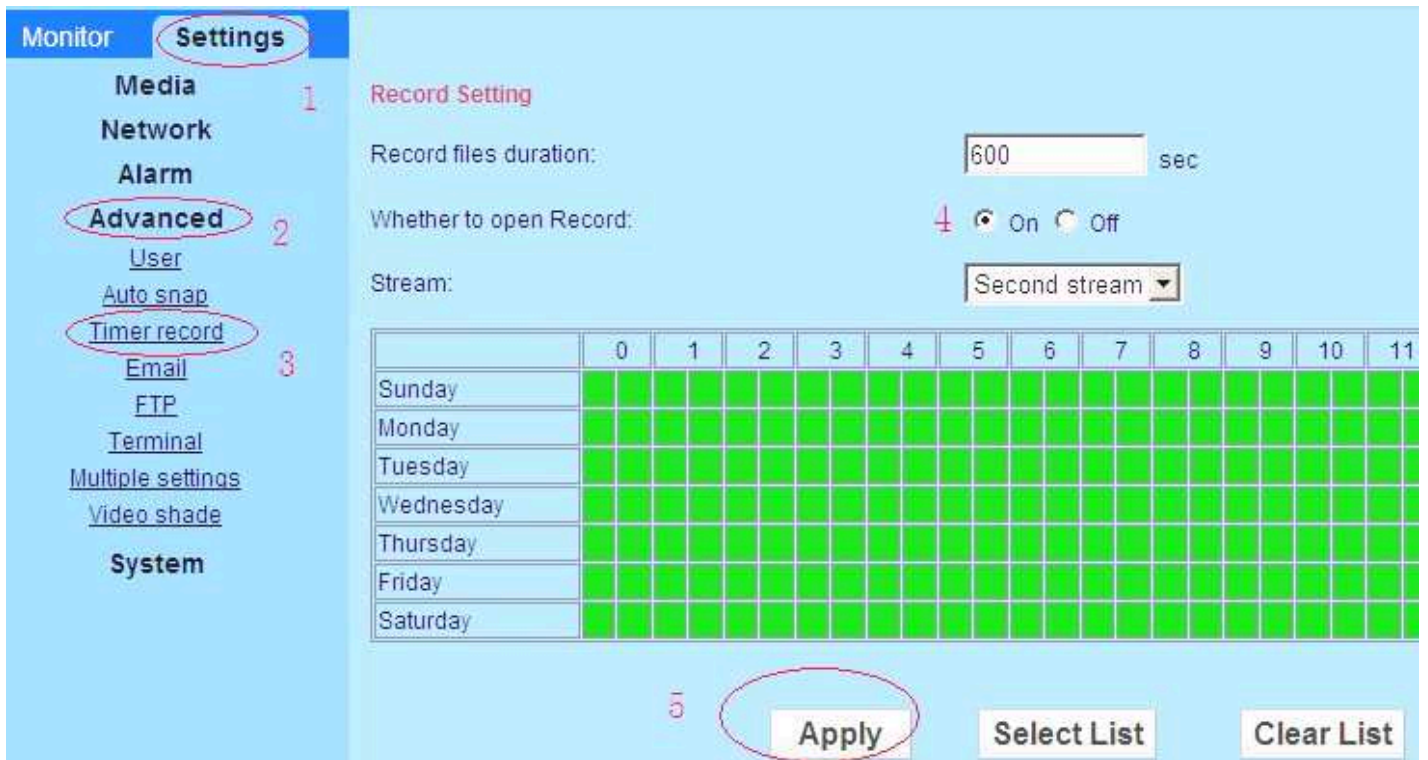 Monitor Settings
1
Media
Network
Alarm
Advanced 2
User
Auto snap
Timer record
3
Email
FTP
Terminal
Multiple settings
Video shade
System
Record Setting
Record files duration: 600 sec
Whether to open Record: 4 On Off
Stream: Second stream
0 1 2 3 4 5 6 7 8 9 10 11
Sunday
Monday
Tuesday
Wednesday
Thursday
Friday
Saturday
5
Apply Select List Clear List